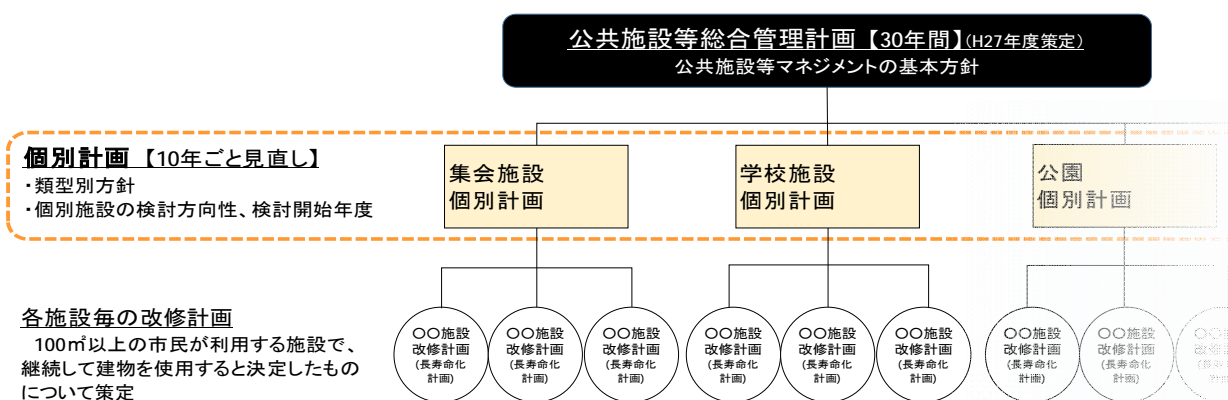 公共施設等総合管理計画【30年間】(H27年度策定)
公共施設等マネジメントの基本方針
個別計画 【10年ごと見直し】
・類型別方針
・個別施設の検討方向性、検討開始年度
集会施設
個別計画
学校施設
個別計画
公園
個別計画
各施設毎の改修計画
100㎡以上の市民が利用する施設で、
継続して建物を使用すると決定したもの
について策定
〇〇施設
改修計画
(長寿命化
計画)
〇〇施設
改修計画
(長寿命化
計画)
〇〇施設
改修計画
(長寿命化
計画)
〇〇施設
改修計画
(長寿命化
計画)
〇〇施設
改修計画
(長寿命化
計画)
〇〇施設
改修計画
(長寿命化
計画)
〇〇施設
改修計画
(長寿命化
計画)
〇〇施設
改修計画
(長寿命化
計画)